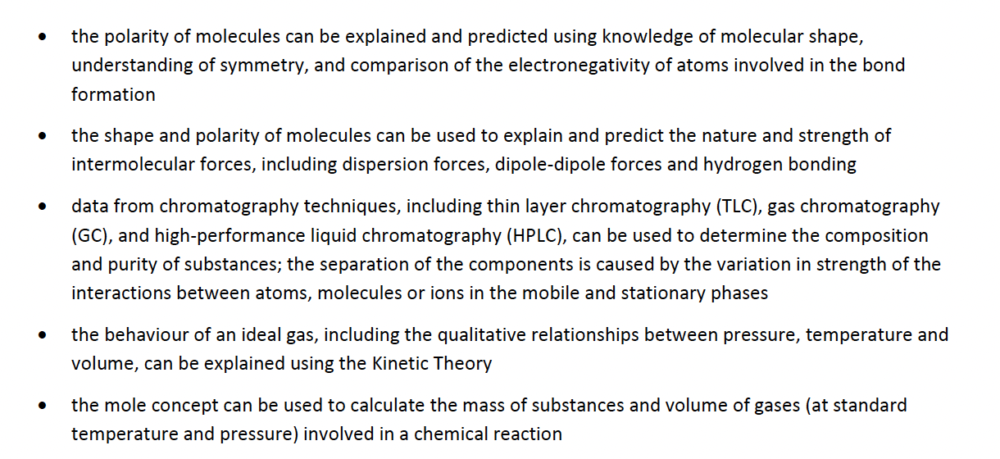 • the polarity of molecules can be explained and predicted using knowledge of molecular shape,
understanding of symmetry, and comparison of the electronegativity of atoms involved in the bond
formation
• the shape and polarity of molecules can be used to explain and predict the nature and strength of
intermolecular forces, including dispersion forces, dipole-dipole forces and hydrogen bonding
• data from chromatography techniques, including thin layer chromatography (TLC), gas chromatography
(GC), and high-performance liquid chromatography (HPLC), can be used to determine the composition
and purity of substances; the separation of the components is caused by the variation in strength of the
interactions between atoms, molecules or ions in the mobile and stationary phases
• the behaviour of an ideal gas, including the qualitative relationships between pressure, temperature and
volume, can be explained using the Kinetic Theory
• the mole concept can be used to calculate the mass of substances and volume of gases (at standard
temperature and pressure) involved in a chemical reaction